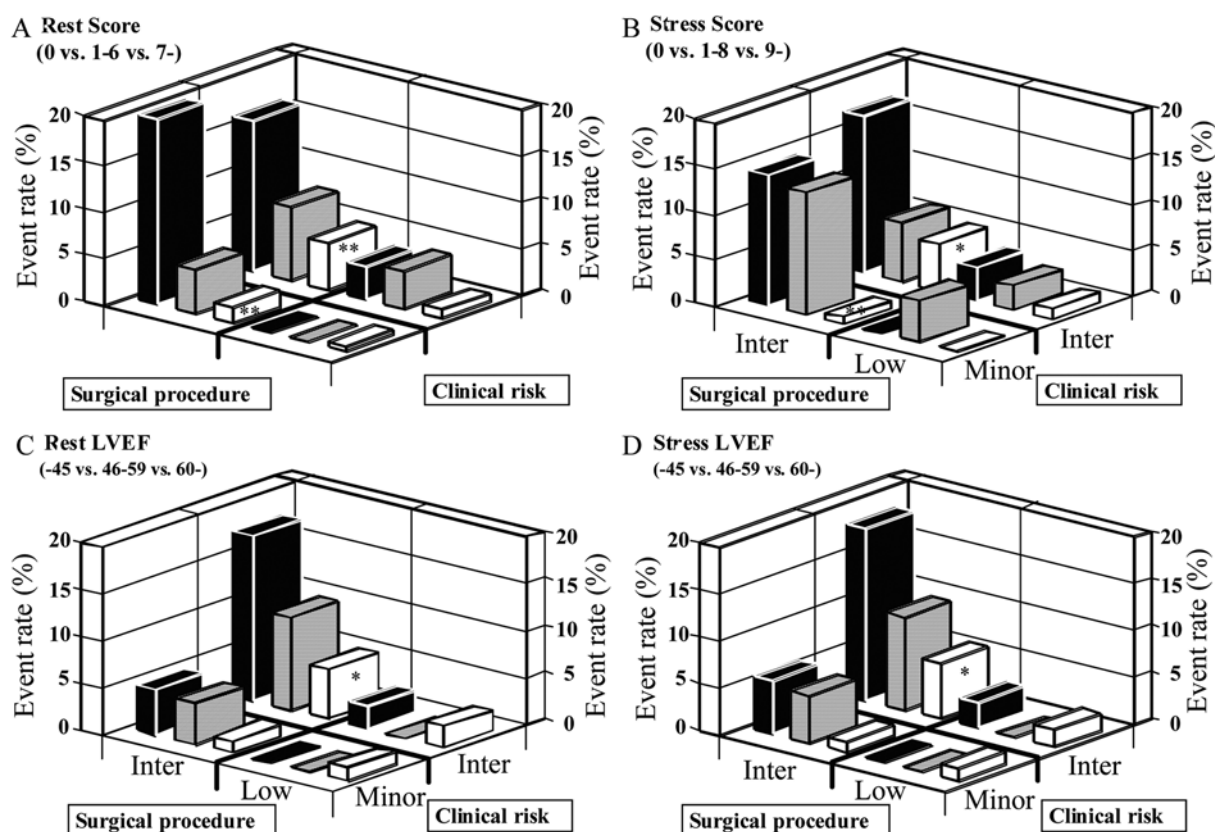 A Rest Score
(0 vs. 1-6 vs. 7-)
20
15
10
5
0
Event rate (%)
20
15
10
5
0
Event rate (%)
**
**
Surgical procedure
Clinical risk
B Stress Score
(0 vs. 1-8 vs. 9-)
20
15
10
5
0
Event rate (%)
20
15
10
5
0
Event rate (%)
*
**
Inter
Low
Minor
Inter
Surgical procedure
Clinical risk
C Rest LVEF
(-45 vs. 46-59 vs. 60-)
20
15
10
5
0
Event rate (%)
20
15
10
5
0
Event rate (%)
*
Inter
Low
Minor
Inter
Surgical procedure
Clinical risk
D Stress LVEF
(-45 vs. 46-59 vs. 60-)
20
15
10
5
0
Event rate (%)
20
15
10
5
0
Event rate (%)
*
Inter
Low
Minor
Inter
Surgical procedure
Clinical risk